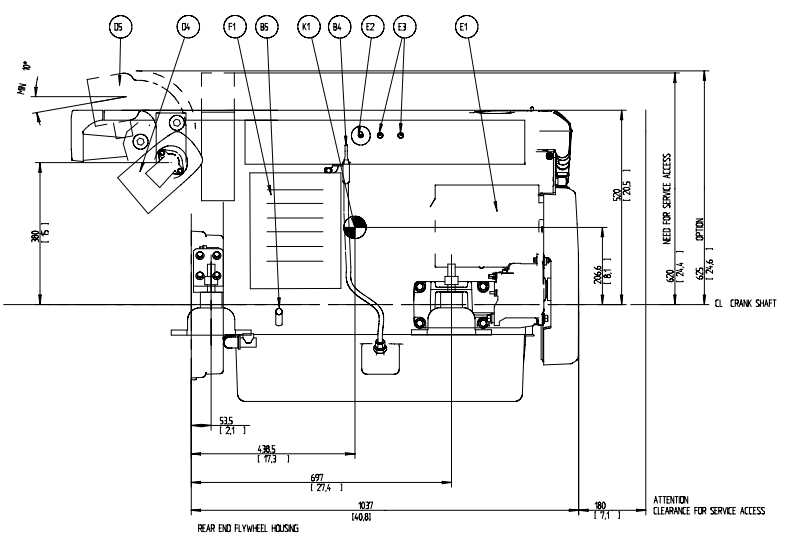 D5 D4 F1 B5 K1 B4 E2 E3 E1
MIN 10°
380
[ 15 ]
206,6
[ 8,1 ]
520
[ 20,5 ]
NEED FOR SERVICE ACCESS
620
[ 24,4 ]
OPTION
625
[ 24,6 ]
CL CRANK SHAFT
53,5
[ 2,1 ]
438,5
[ 17,3 ]
697
[ 27,4 ]
1037
[40,8]
180
[ 7,1 ]
ATTENTION
CLEARANCE FOR SERVICE ACCESS
REAR END FLYWHEEL HOUSING